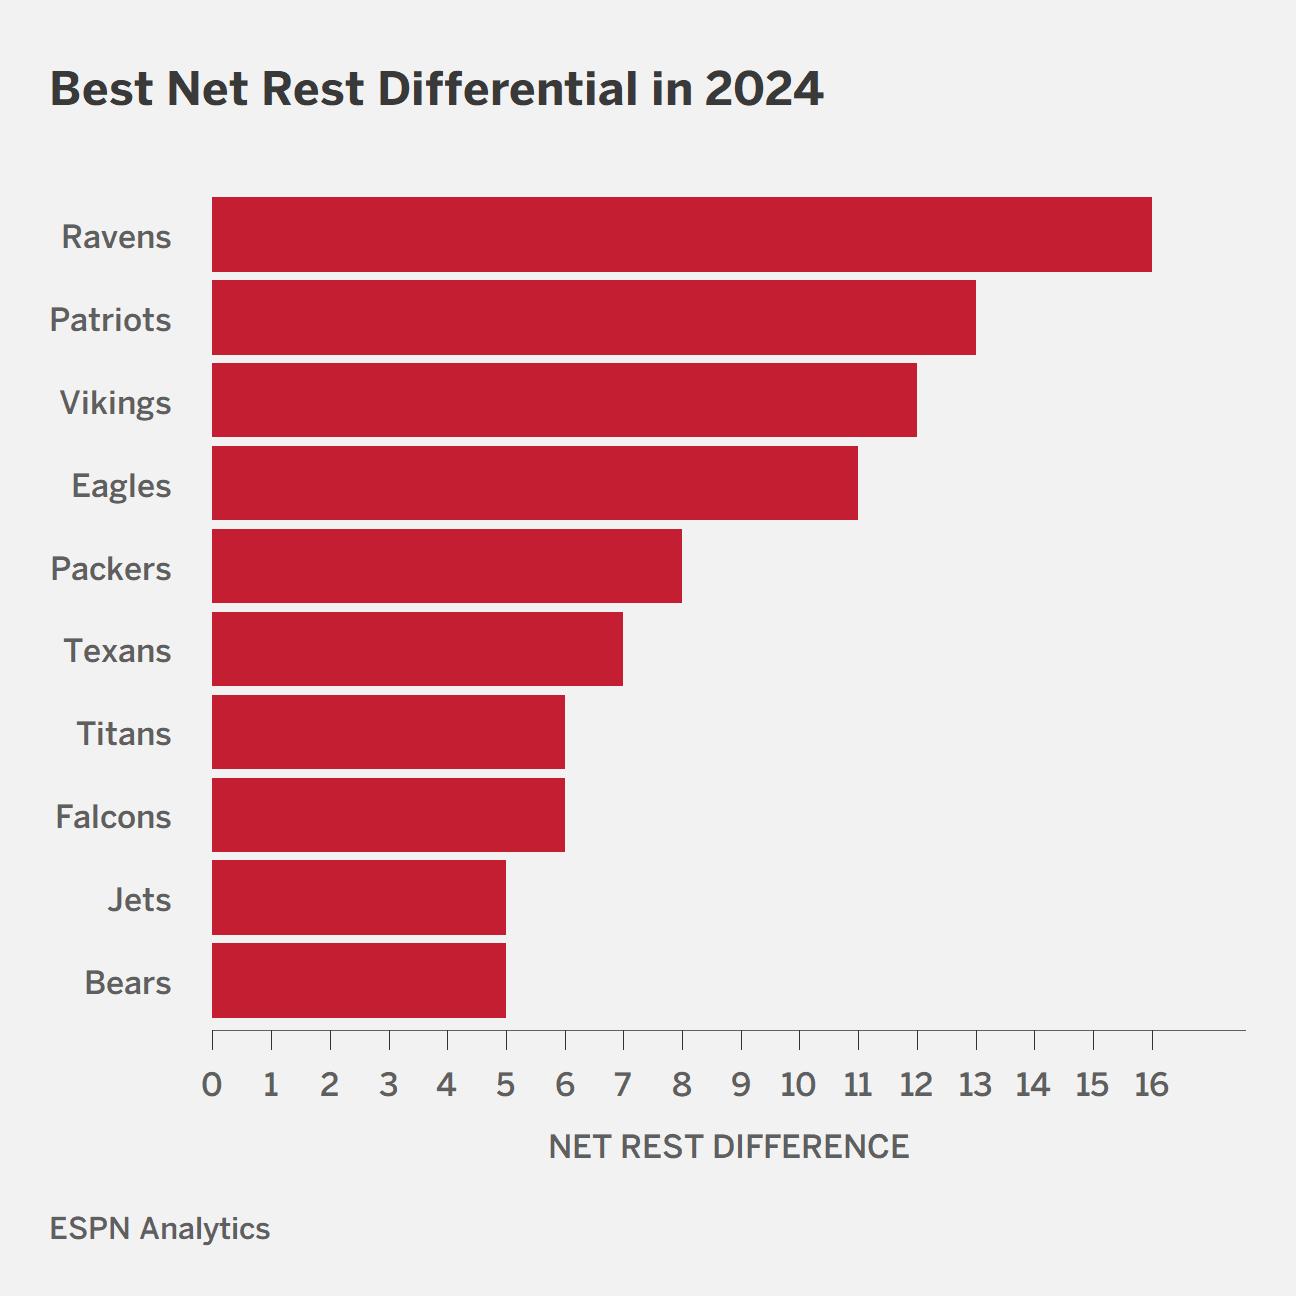 Best Net Rest Differential in 2024
Ravens
Patriots
Vikings
Eagles
Packers
Texans
Titans
Falcons
Jets
Bears
0 1 2 3 4 5 6 7 8 9 10 11 12 13 14 15 16
NET REST DIFFERENCE
ESPN Analytics